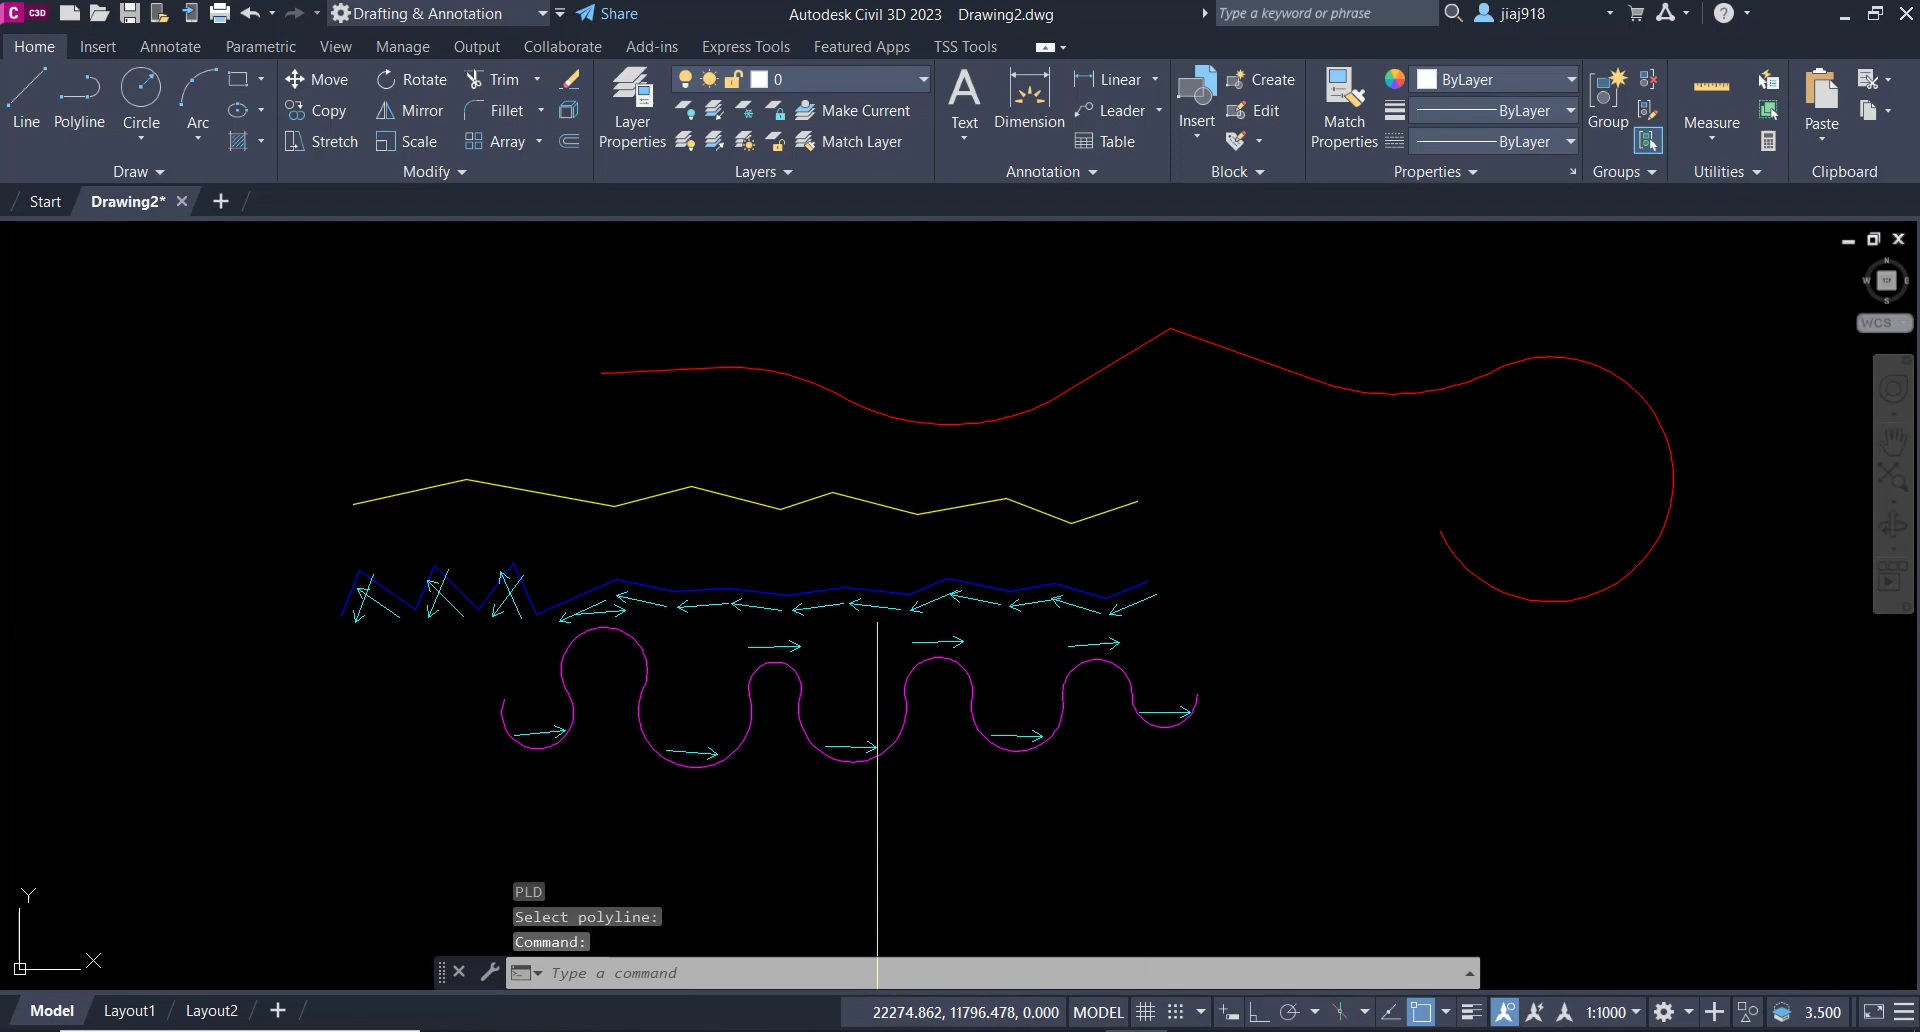 C C3D Drafting & Annotation Share Autodesk Civil 3D 2023 Drawing2.dwg Type a keyword or phrase jiaj918 ?
Home Insert Annotate Parametric View Manage Output Collaborate Add-ins Express Tools Featured Apps TSS Tools
Line Polyline Circle Arc
Draw
Move Rotate Trim
Copy Mirror Fillet
Stretch Scale Array
Modify
Layer Properties
0
Make Current
Match Layer
Layers
Text Dimension
Linear
Leader
Table
Annotation
Insert
Create
Edit
Block
Match Properties
ByLayer
ByLayer
ByLayer
Properties
Group
Groups
Measure
Utilities
Paste
Clipboard
Start Drawing2*
N
W TOP E
S
WCS
Y
X
PLD
Select polyline:
Command:
Type a command
Model Layout1 Layout2
22274.862, 11796.478, 0.000 MODEL 1:1000 3.500